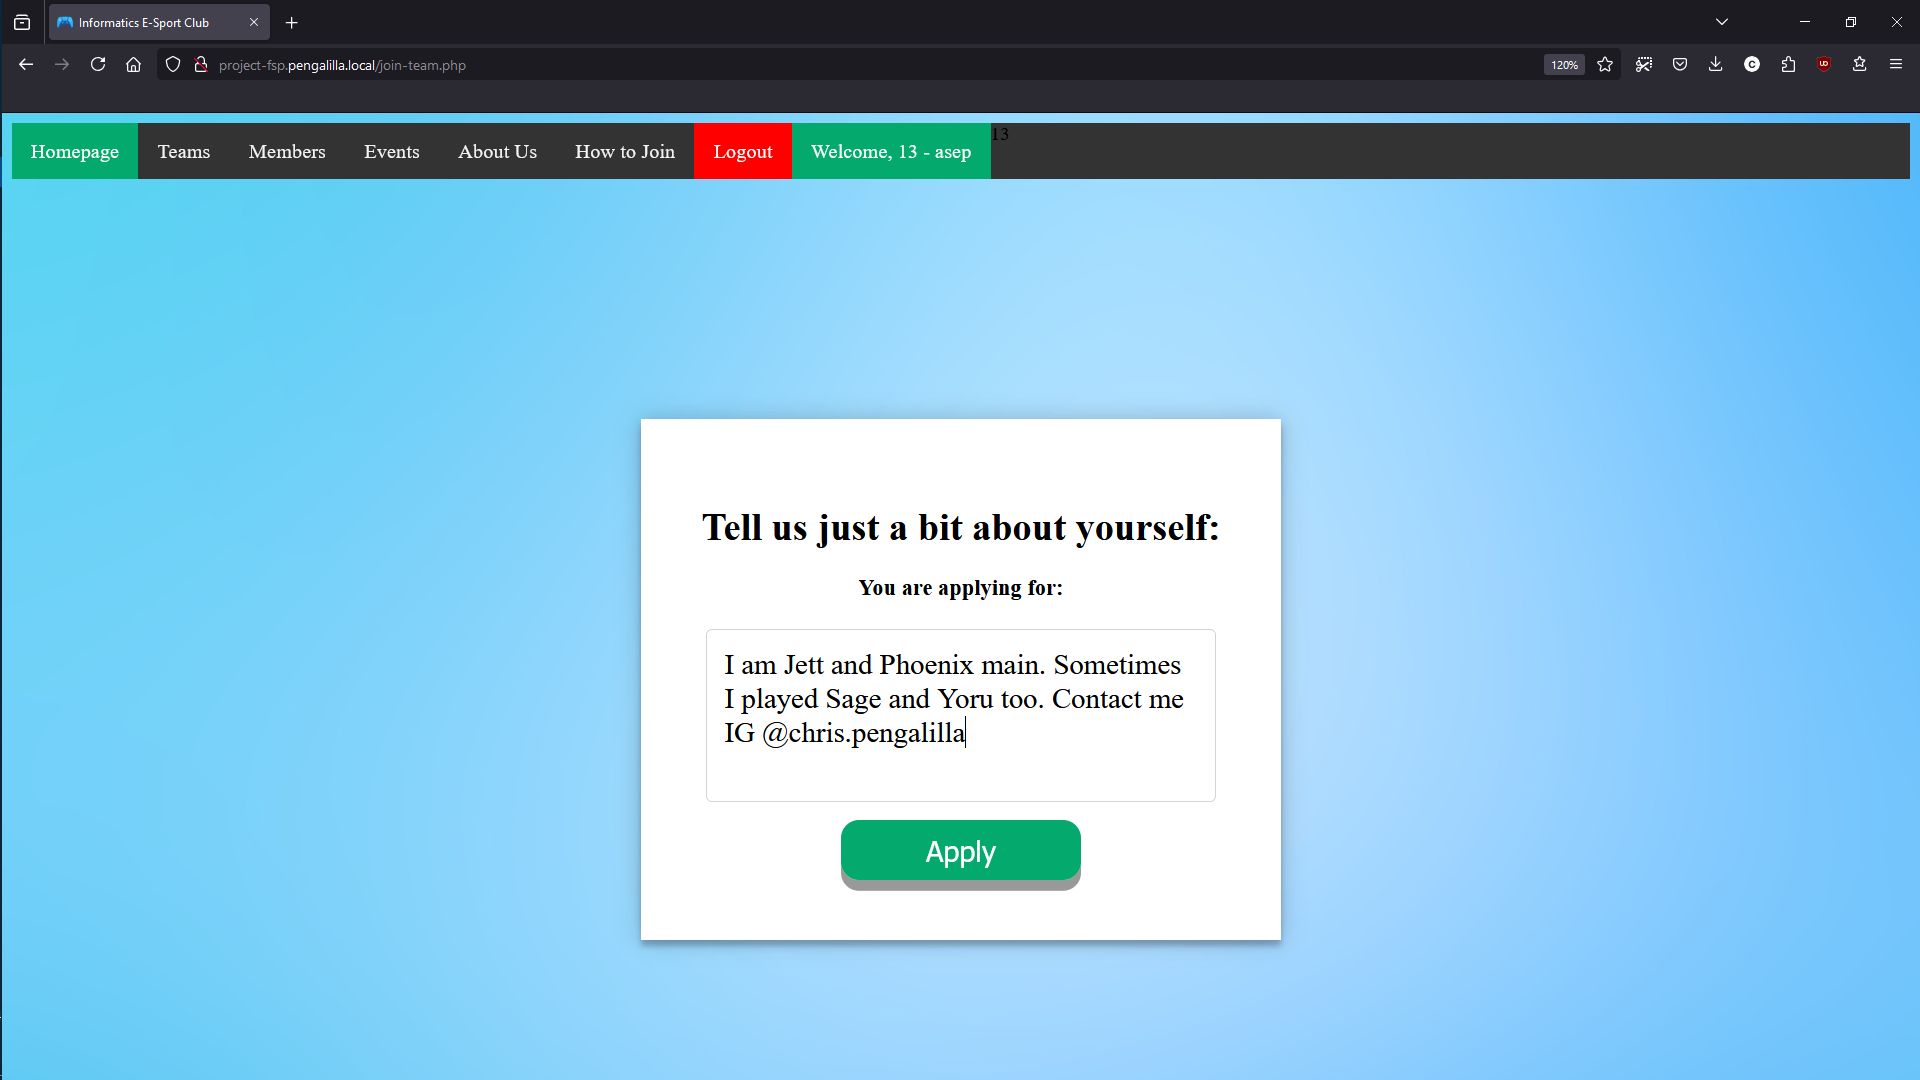 Informatics E-Sport Club
project-fsp.pengalilla.local/join-team.php
120%
Homepage
Teams
Members
Events
About Us
How to Join
Logout
Welcome, 13 - asep
13
Tell us just a bit about yourself:
You are applying for:
I am Jett and Phoenix main. Sometimes
I played Sage and Yoru too. Contact me
IG @chris.pengalilla
Apply